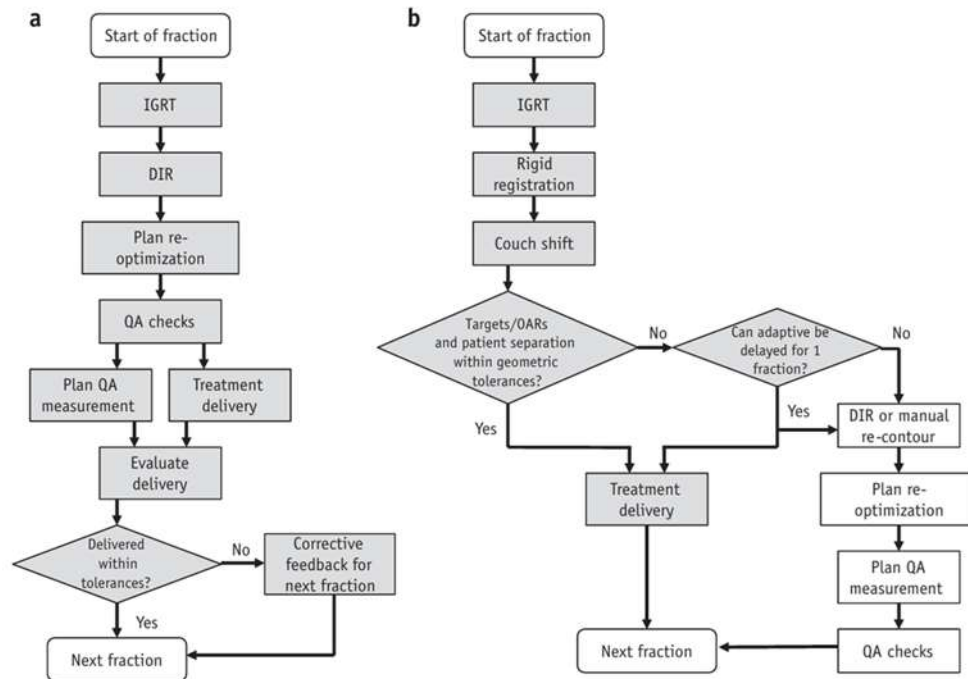 a
Start of fraction
IGRT
DIR
Plan re-
optimization
QA checks
Plan QA
measurement
Treatment
delivery
Evaluate
delivery
Delivered
within
tolerances?
No
Corrective
feedback for
next fraction
Yes
Next fraction
b
Start of fraction
IGRT
Rigid
registration
Couch shift
Targets/OARs
and patient separation
within geometric
tolerances?
No
Can adaptive be
delayed for 1
fraction?
No
Yes
Yes
DIR or manual
re-contour
Treatment
delivery
Plan re-
optimization
Plan QA
measurement
QA checks
Next fraction